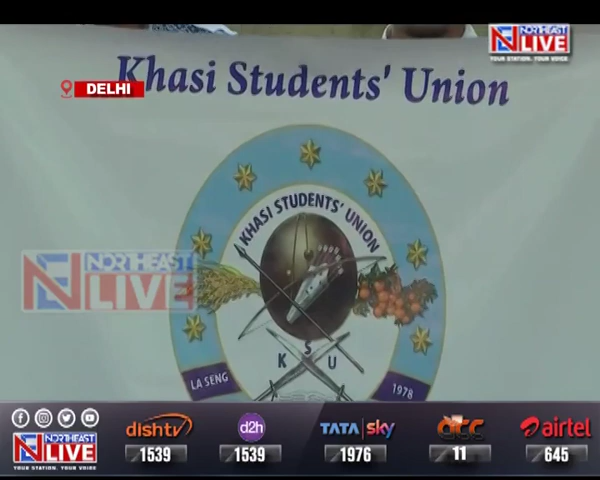 NORTHEAST
LIVE
YOUR STATION. YOUR VOICE
Khasi Students' Union
DELHI
KHASI STUDENTS' UNION
NORTHEAST
LIVE
K S U
LA SENG
1978
NORTHEAST
LIVE
YOUR STATION. YOUR VOICE
dishtv
1539
d2h
1539
TATA sky
1976
11
airtel
645